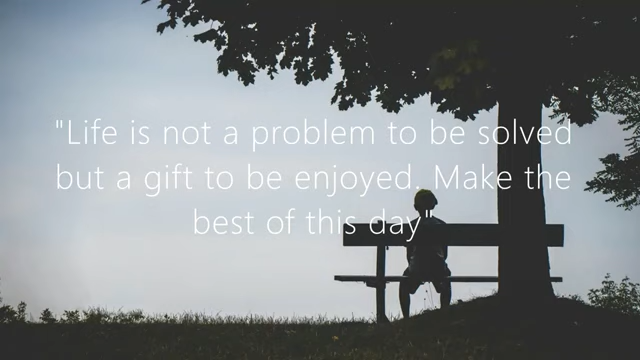 "Life is not a problem to be solved
but a gift to be enjoyed. Make the
best of this day